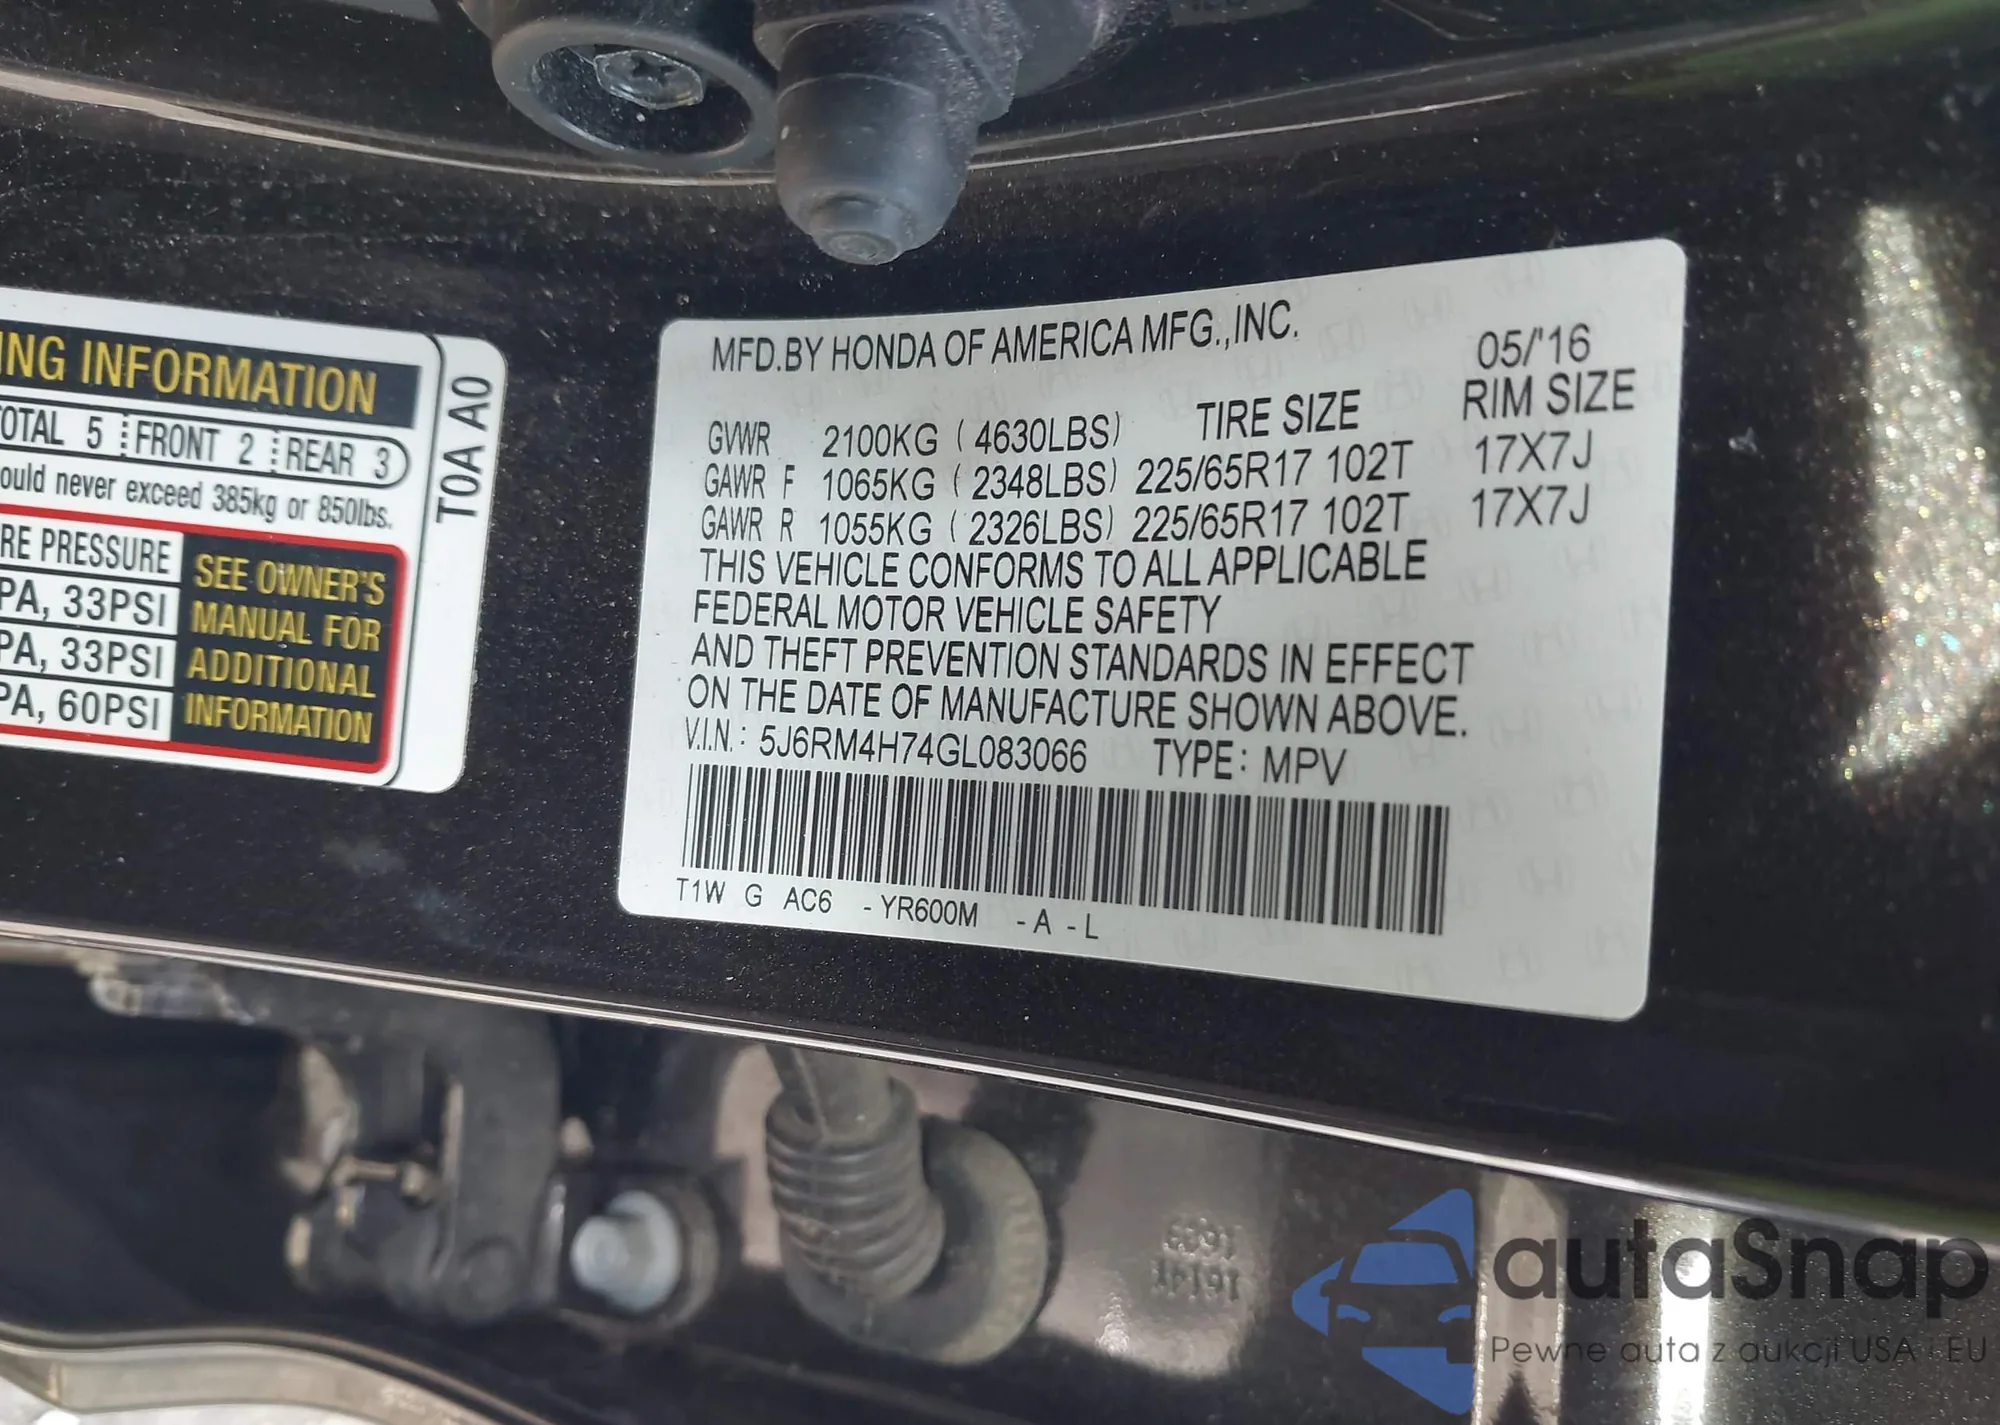 ING INFORMATION
OTAL 5 FRONT 2 REAR 3
ould never exceed 385kg or 850lbs.
RE PRESSURE
PA, 33PSI
PA, 33PSI
PA, 60PSI
SEE OWNER'S
MANUAL FOR
ADDITIONAL
INFORMATION
T0A A0
MFD.BY HONDA OF AMERICA MFG.,INC. 05/'16
TIRE SIZE RIM SIZE
GVWR 2100KG (4630LBS)
GAWR F 1065KG (2348LBS) 225/65R17 102T 17X7J
GAWR R 1055KG (2326LBS) 225/65R17 102T 17X7J
THIS VEHICLE CONFORMS TO ALL APPLICABLE
FEDERAL MOTOR VEHICLE SAFETY
AND THEFT PREVENTION STANDARDS IN EFFECT
ON THE DATE OF MANUFACTURE SHOWN ABOVE.
V.I.N.: 5J6RM4H74GL083066 TYPE: MPV
T1W G AC6 -YR600M -A -L
autaSnap
Pewne auta z aukcji USA i EU